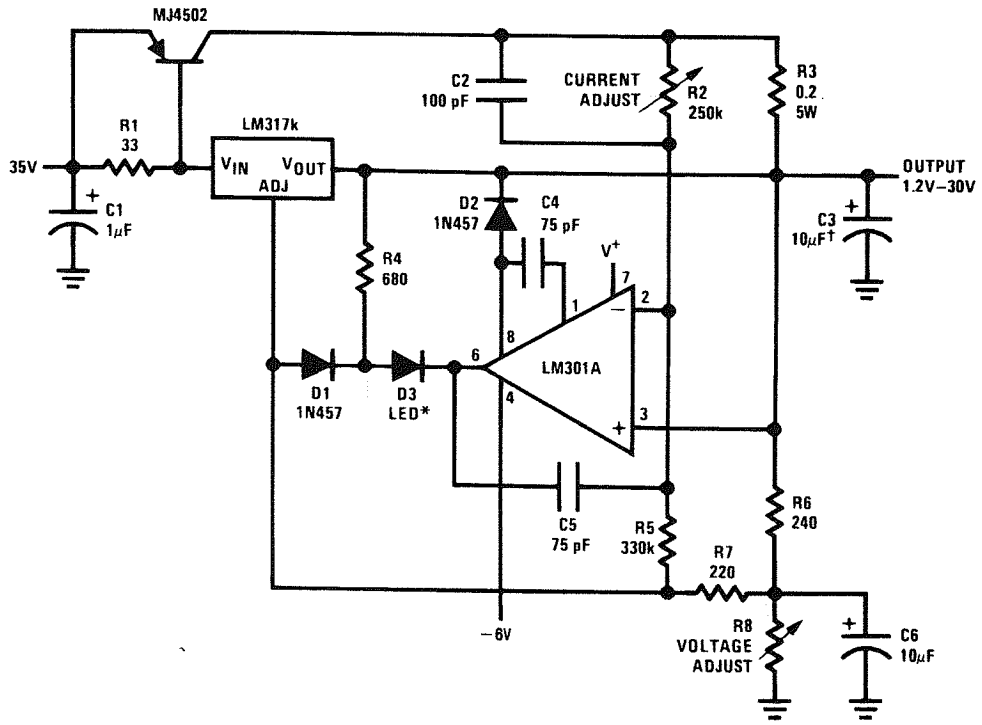 MJ4502
C2
100 pF
CURRENT
ADJUST
R2
250k
R3
0.2
5W
R1
33
LM317k
35V
VIN
VOUT
ADJ
OUTPUT
1.2V–30V
C1
1μF
+
D2
1N457
C4
75 pF
+
C3
10μF†
R4
680
V+
7
1
2
–
8
6
LM301A
4
3
+
D1
1N457
D3
LED*
C5
75 pF
R5
330k
R6
240
R7
220
–6V
R8
VOLTAGE
ADJUST
+
C6
10μF